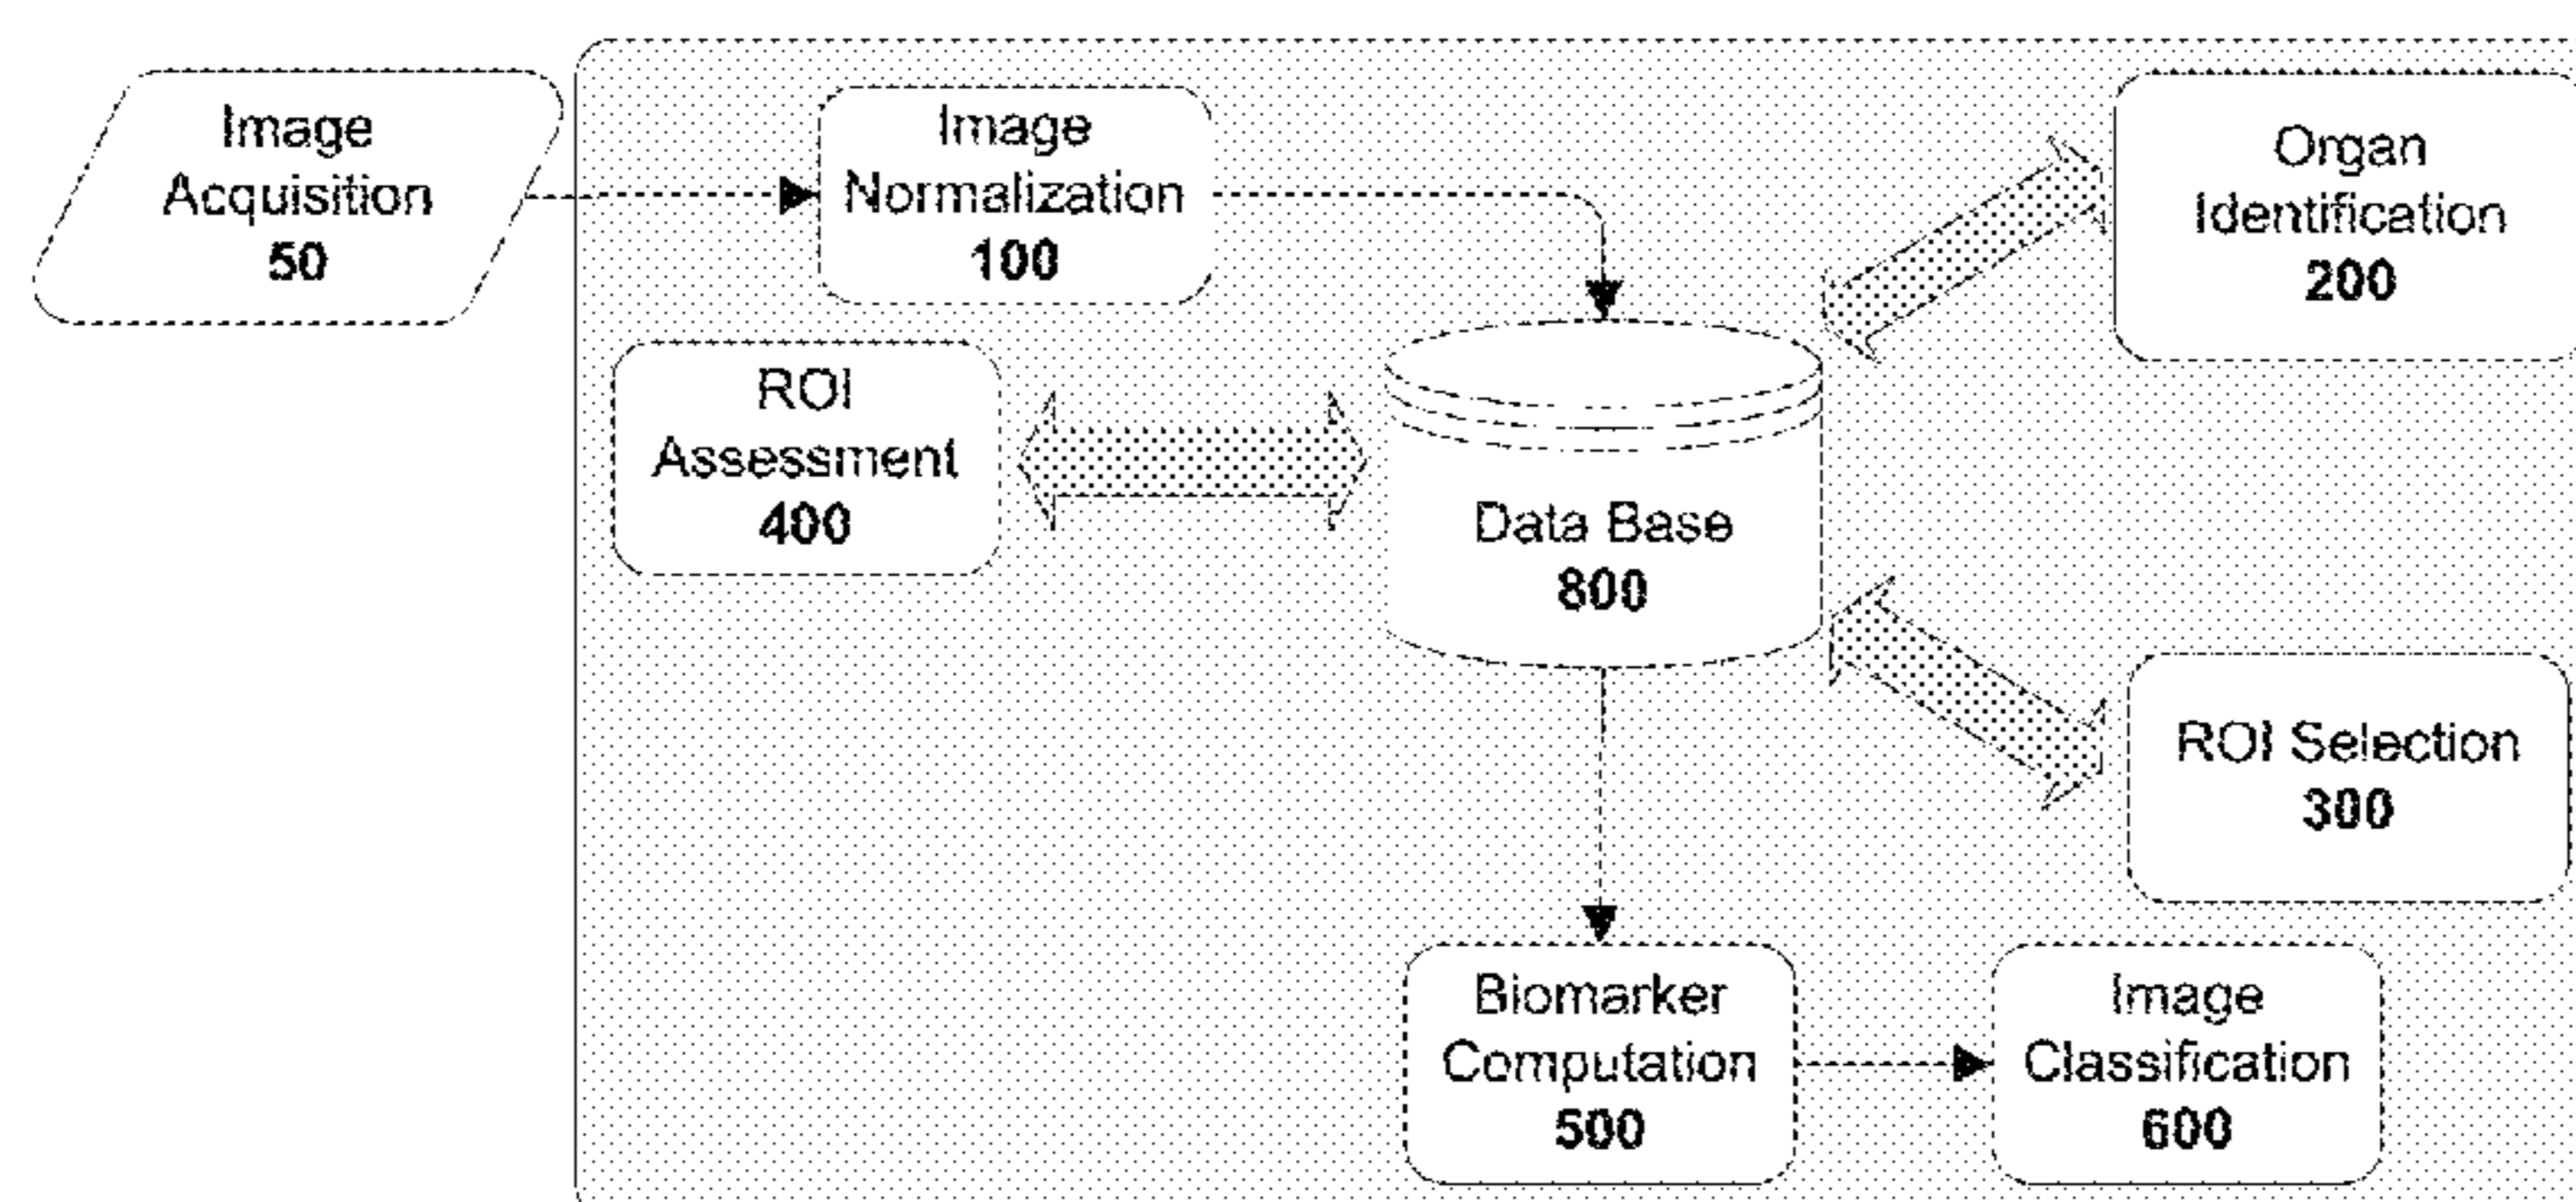 Image
Acquisition
50
Image
Normalization
100
Organ
Identification
200
ROI
Assessment
400
Data Base
800
ROI Selection
300
Biomarker
Computation
500
Image
Classification
600